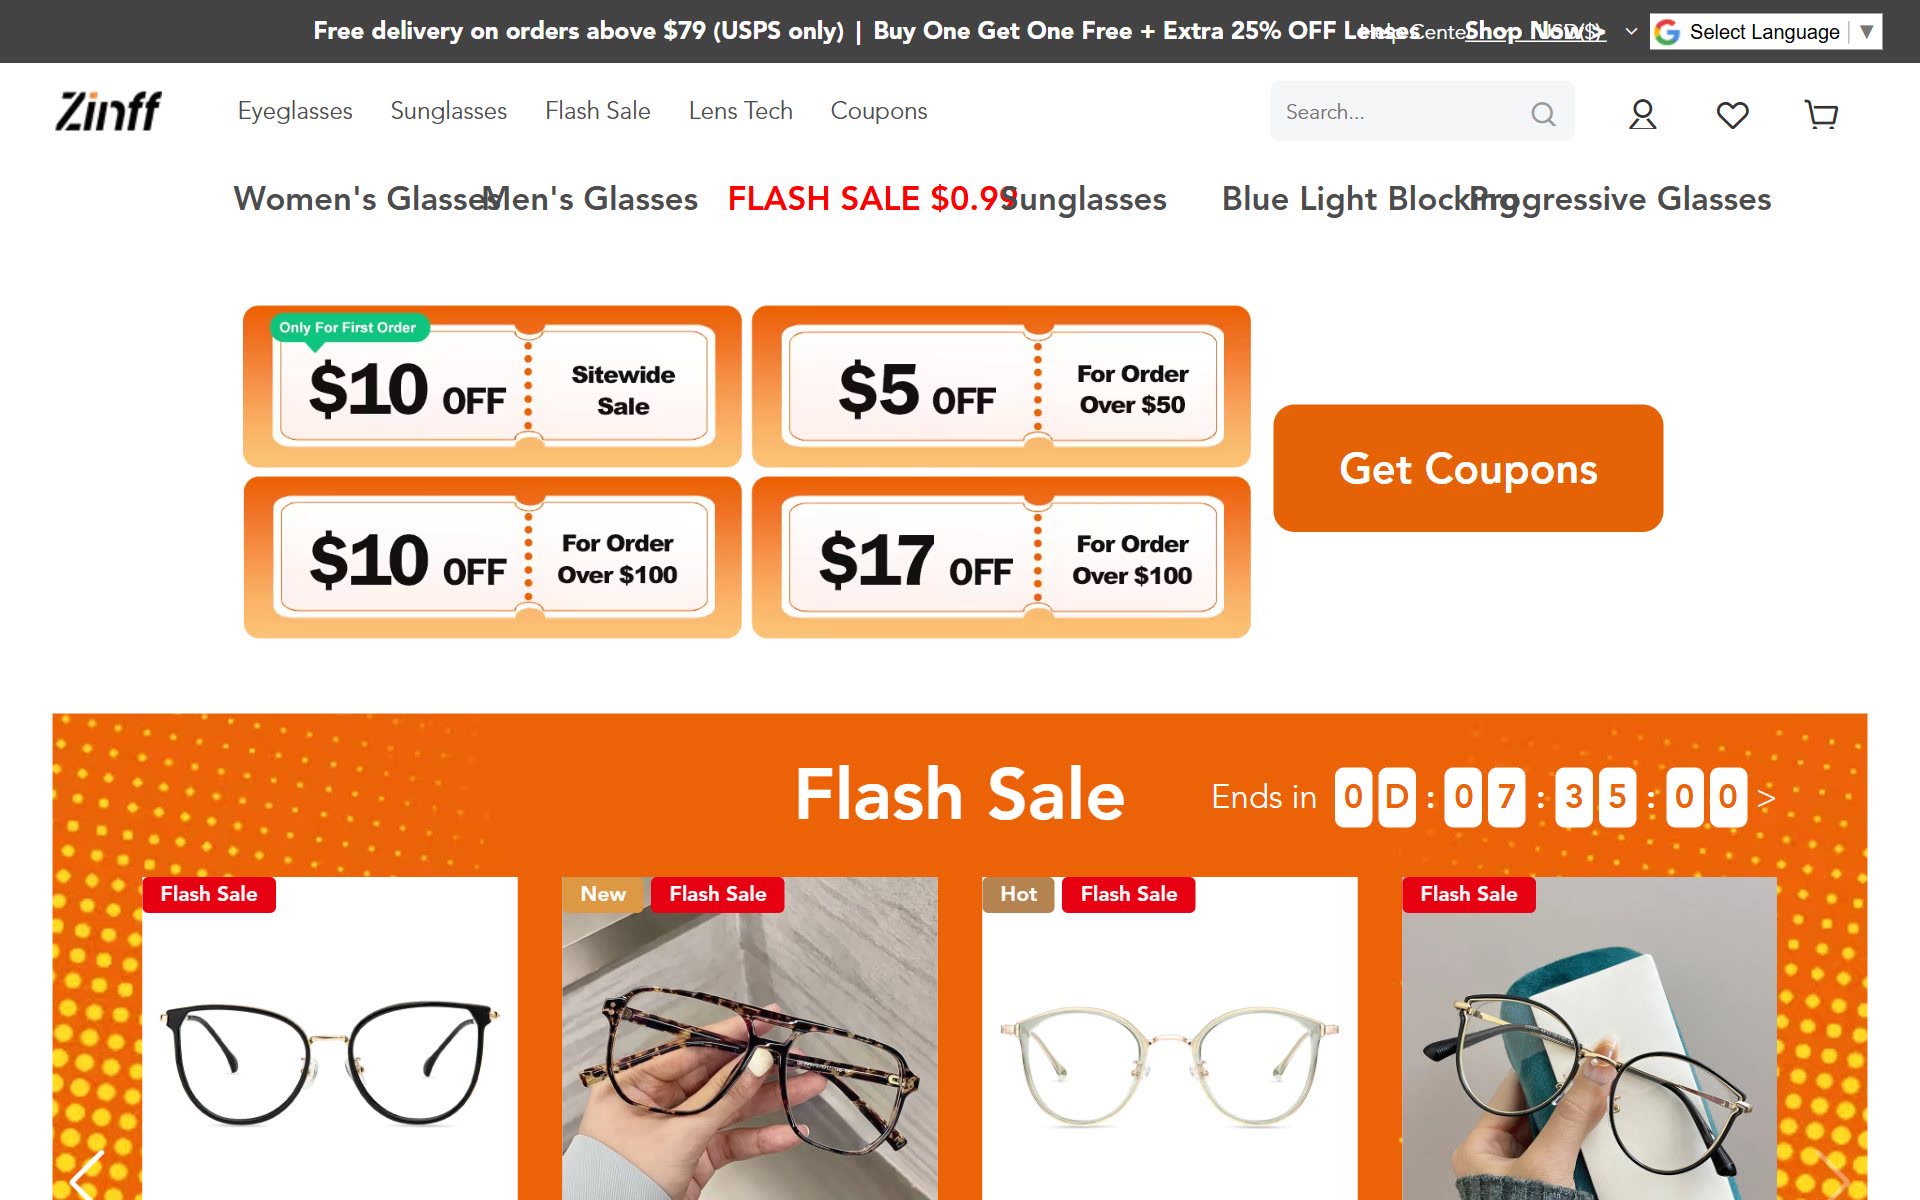 Free delivery on orders above $79 (USPS only) | Buy One Get One Free + Extra 25% OFF Lenses Shop Now >
Help Center USD($)
Select Language ▼
Zinff
Eyeglasses Sunglasses Flash Sale Lens Tech Coupons
Search...
Women's Glasses Men's Glasses FLASH SALE $0.99 Sunglasses Blue Light Blocking Progressive Glasses
Only For First Order
$10 OFF
Sitewide
Sale
$5 OFF
For Order
Over $50
$10 OFF
For Order
Over $100
$17 OFF
For Order
Over $100
Get Coupons
Flash Sale
Ends in 0 D : 0 7 : 3 5 : 0 0 >
Flash Sale
New Flash Sale
Hot Flash Sale
Flash Sale